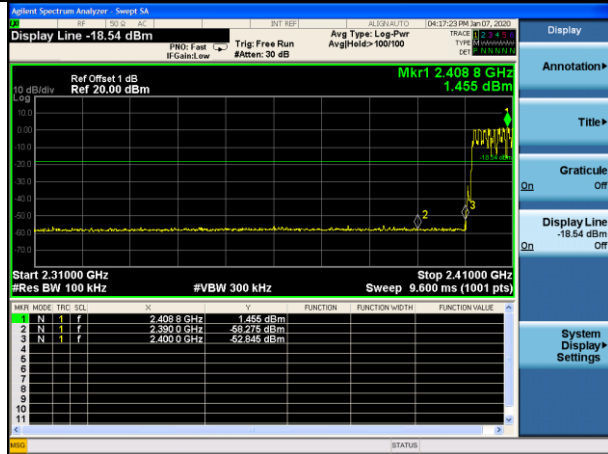 Agilent Spectrum Analyzer - Swept SA
RF 50 Ω AC INT REF ALIGNAUTO 04:17:23 PM Jan 07, 2020
Display Line -18.54 dBm
PNO: Fast
IFGain:Low
Trig: Free Run
#Atten: 30 dB
Avg Type: Log-Pwr
Avg|Hold:>100/100
TRACE 1 2 3 4 5 6
TYPE
DET P N N N N N
Ref Offset 1 dB
Ref 20.00 dBm
10 dB/div
Log
Mkr1 2.408 8 GHz
1.455 dBm
10.0
0.00
-10.0
-20.0
-30.0
-40.0
-50.0
-60.0
-70.0
1
-18.54 dBm
2
3
Start 2.31000 GHz
Stop 2.41000 GHz
#Res BW 100 kHz
#VBW 300 kHz
Sweep 9.600 ms (1001 pts)
MKR MODE TRC SCL X Y FUNCTION FUNCTION WIDTH FUNCTION VALUE
1 N 1 f 2.408 8 GHz 1.455 dBm
2 N 1 f 2.390 0 GHz -58.275 dBm
3 N 1 f 2.400 0 GHz -52.845 dBm
4
5
6
7
8
9
10
11
MSG
STATUS
Display
Annotation
Title
Graticule
On Off
Display Line
-18.54 dBm
On Off
System
Display
Settings